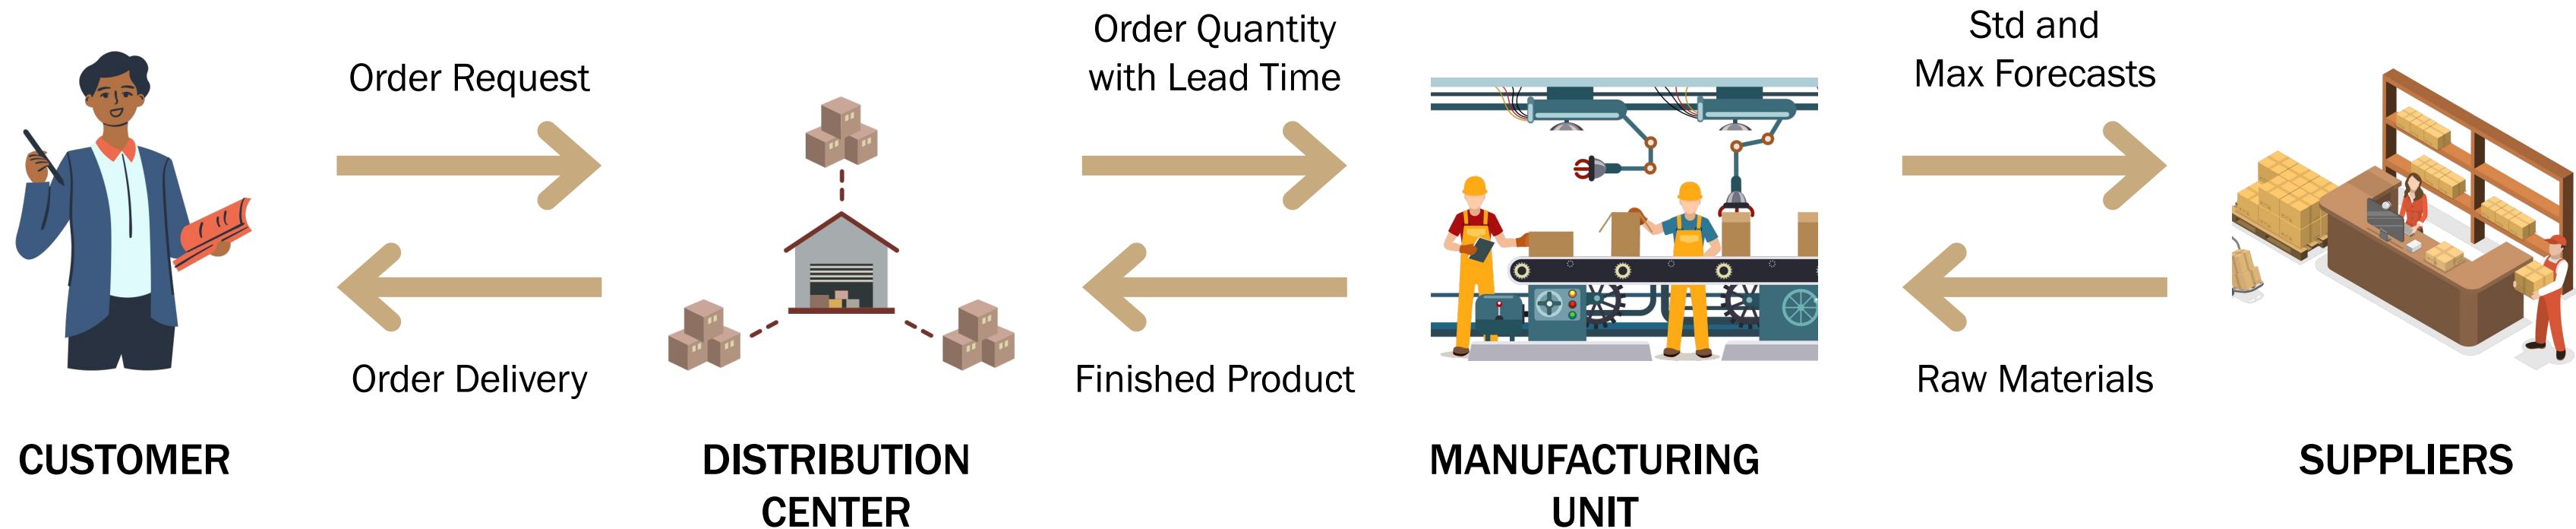 Order Request
Order Delivery
Order Quantity
with Lead Time
Finished Product
Std and
Max Forecasts
Raw Materials
CUSTOMER
DISTRIBUTION
CENTER
MANUFACTURING
UNIT
SUPPLIERS